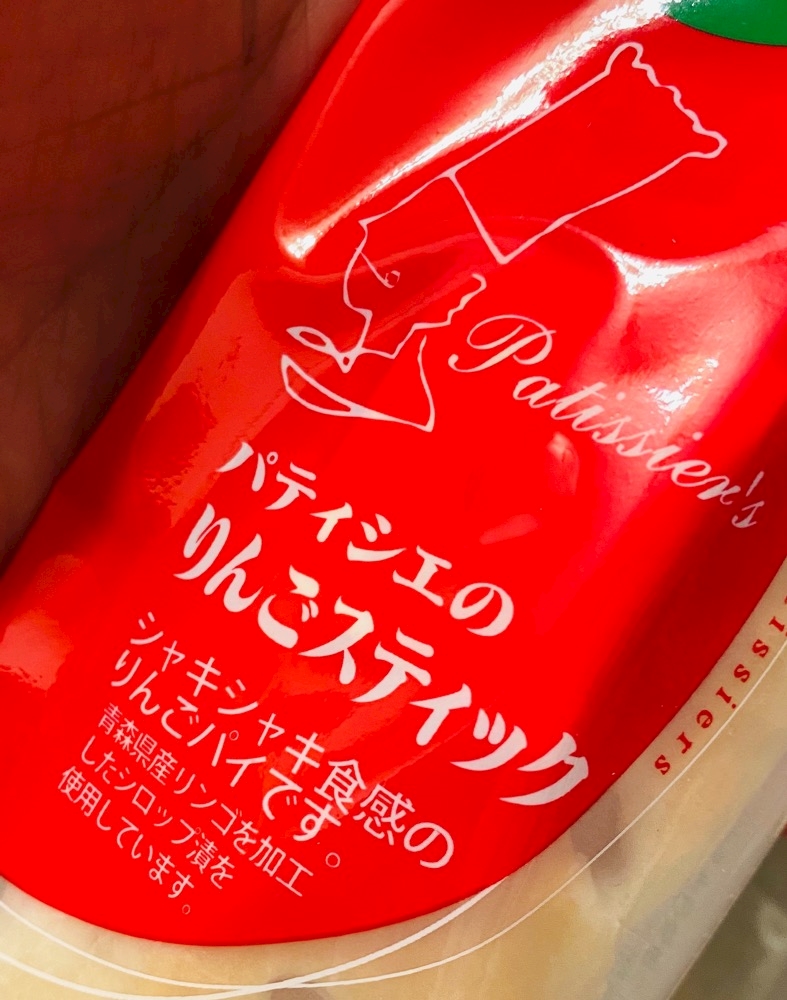 Patissier's
パティシエの
りんごスティック
シャキシャキ食感の
りんごパイです。
青森県産リンゴを加工
したシロップ漬を
使用しています。
issiers